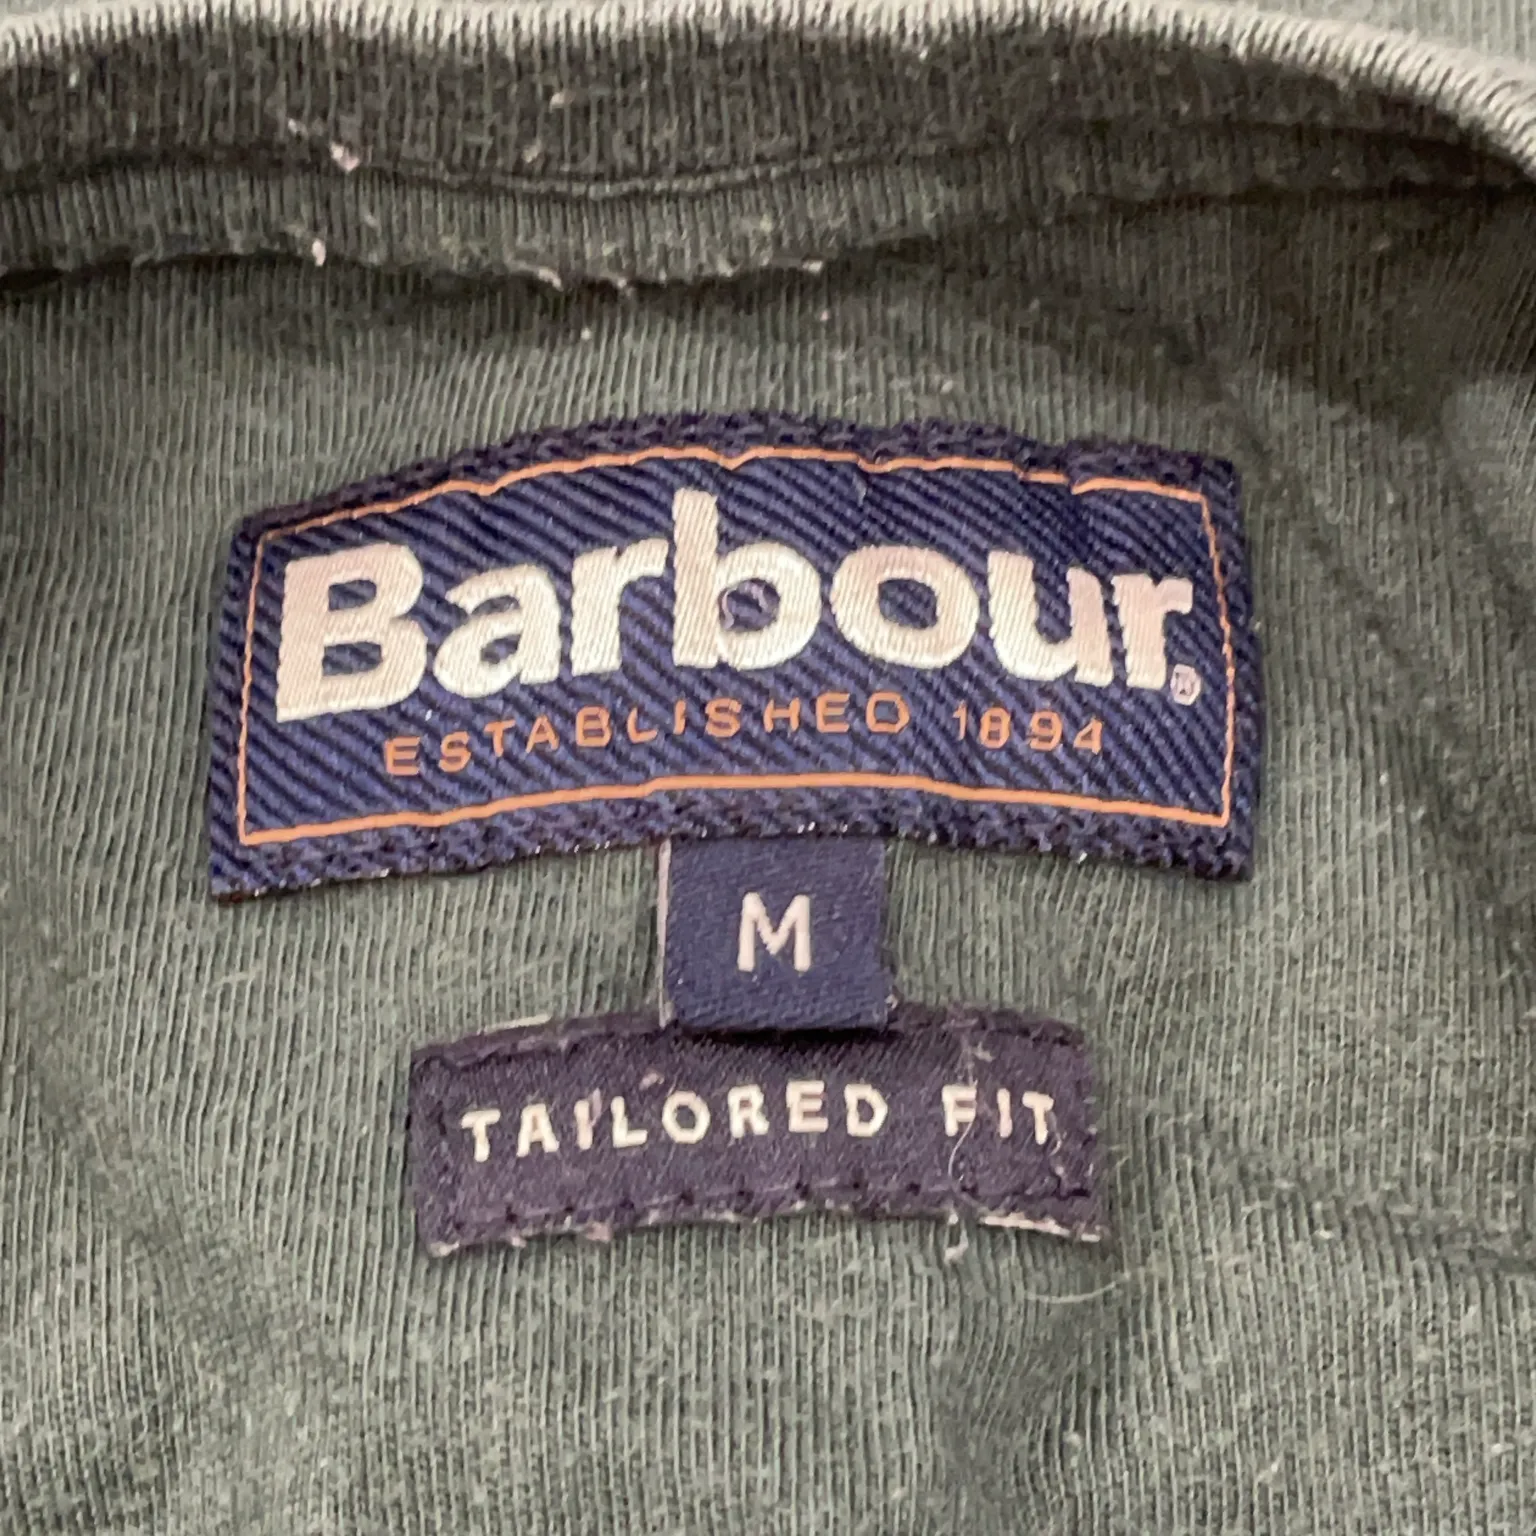 Barbour®
ESTABLISHED 1894
M
TAILORED FIT